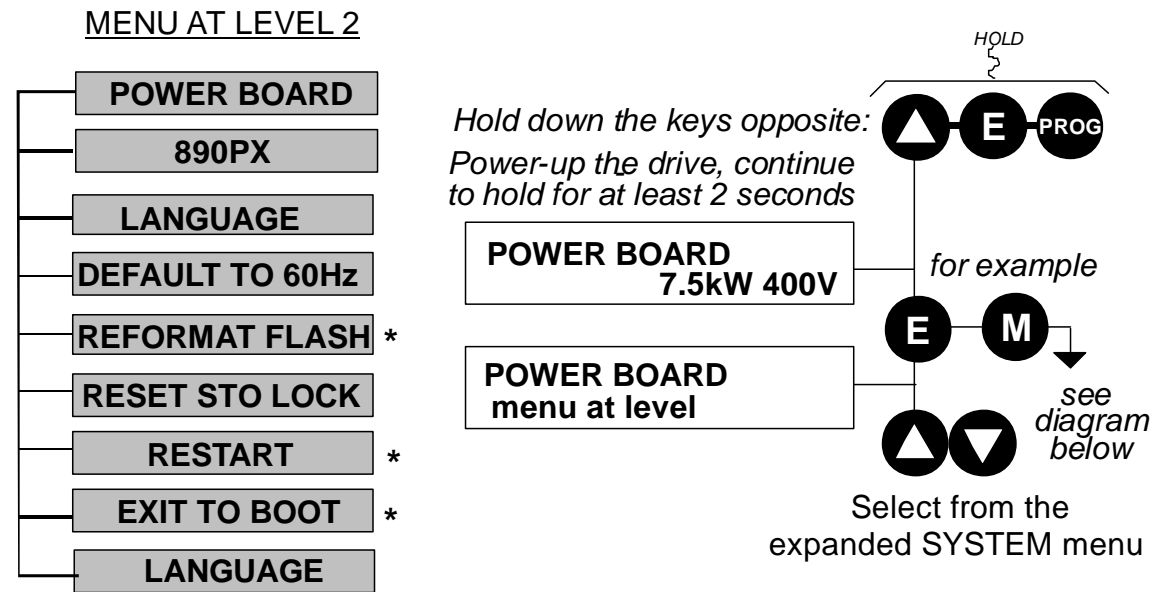 MENU AT LEVEL 2
POWER BOARD
890PX
LANGUAGE
DEFAULT TO 60Hz
REFORMAT FLASH *
RESET STO LOCK
RESTART *
EXIT TO BOOT *
LANGUAGE
HOLD
Hold down the keys opposite:
E
PROG
Power-up the drive, continue
to hold for at least 2 seconds
POWER BOARD
7.5kW 400V
for example
E
M
POWER BOARD
menu at level
see
diagram
below
Select from the
expanded SYSTEM menu